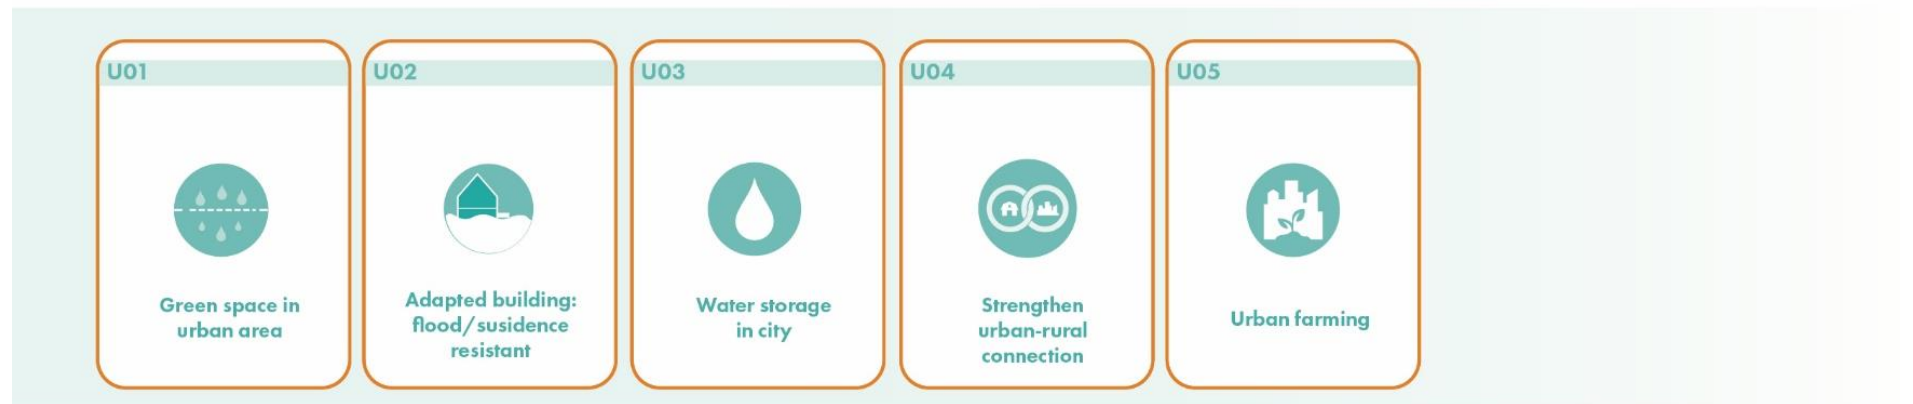 U01
Green space in
urban area
U02
Adapted building:
flood/susidence
resistant
U03
Water storage
in city
U04
Strengthen
urban-rural
connection
U05
Urban farming